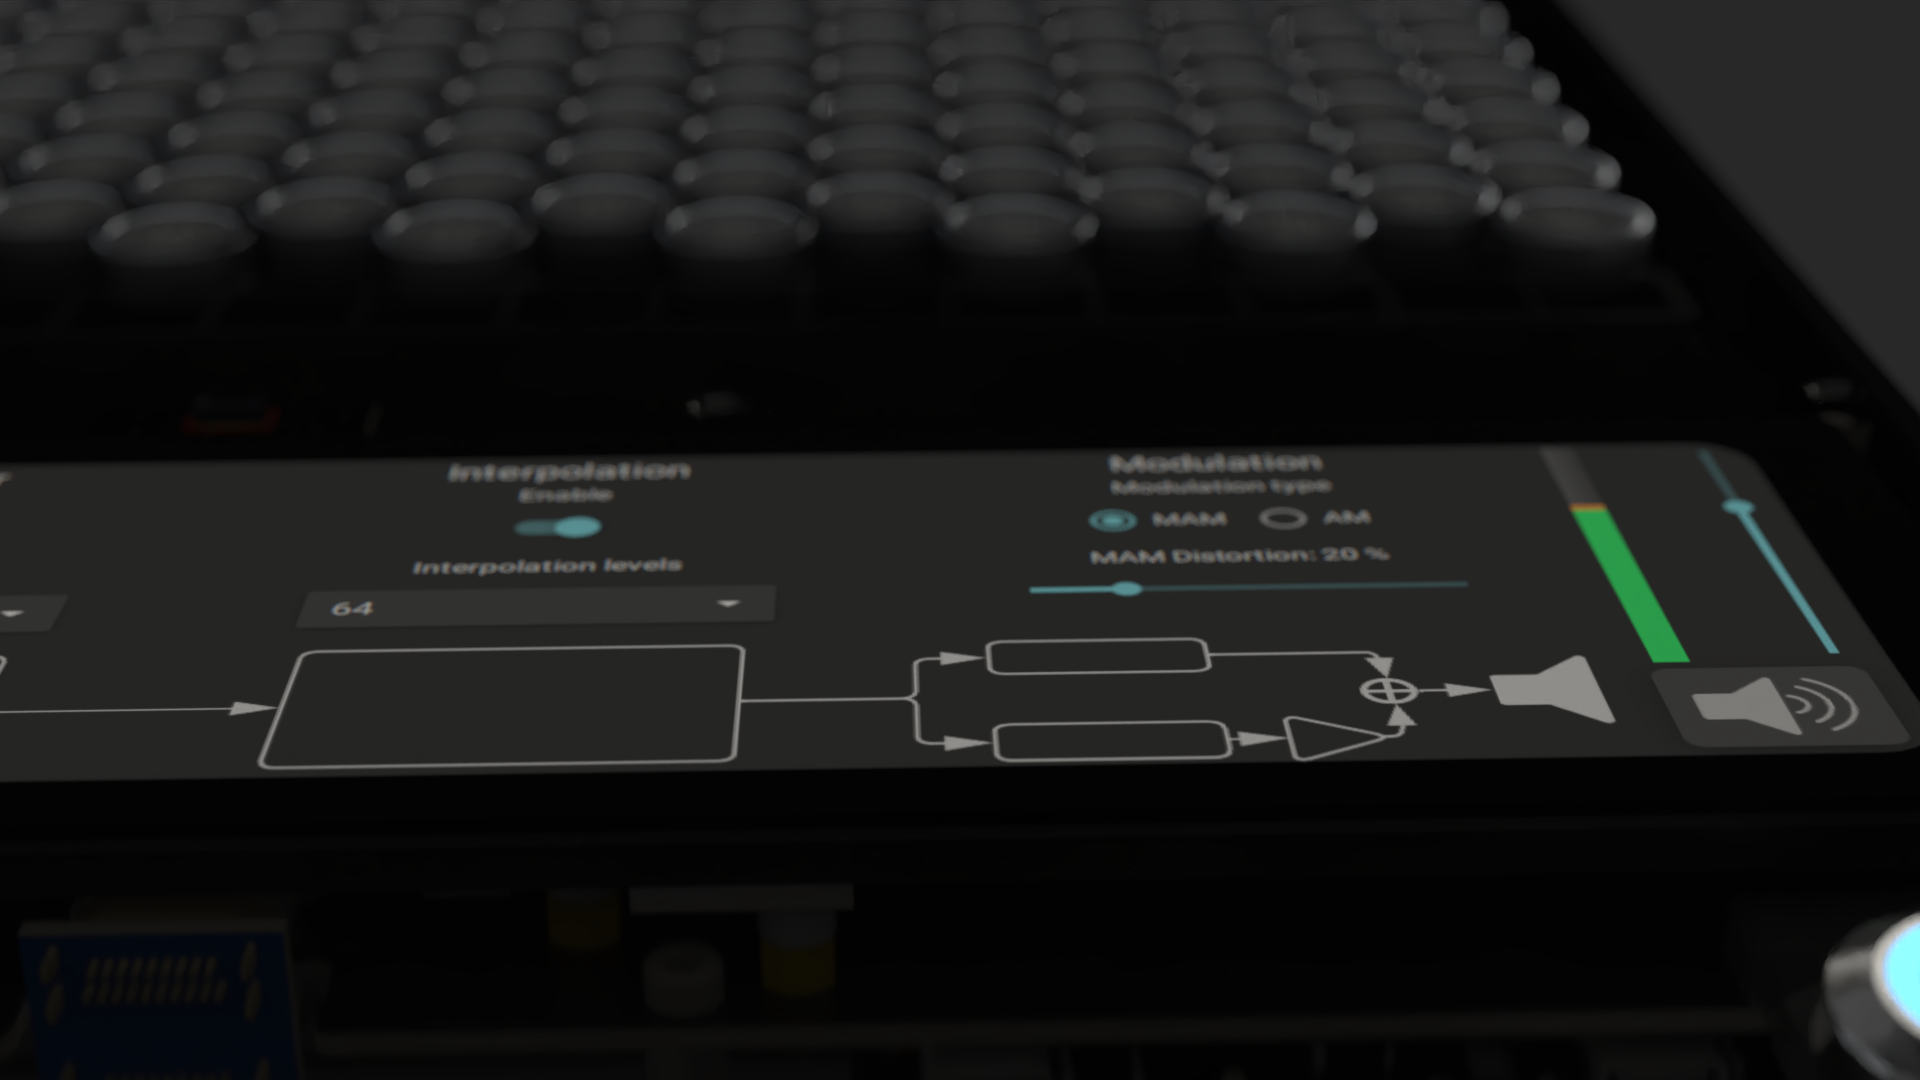 Interpolation
Enable
Interpolation levels
64
Modulation
Modulation type
MAM AM
MAM Distortion: 20 %